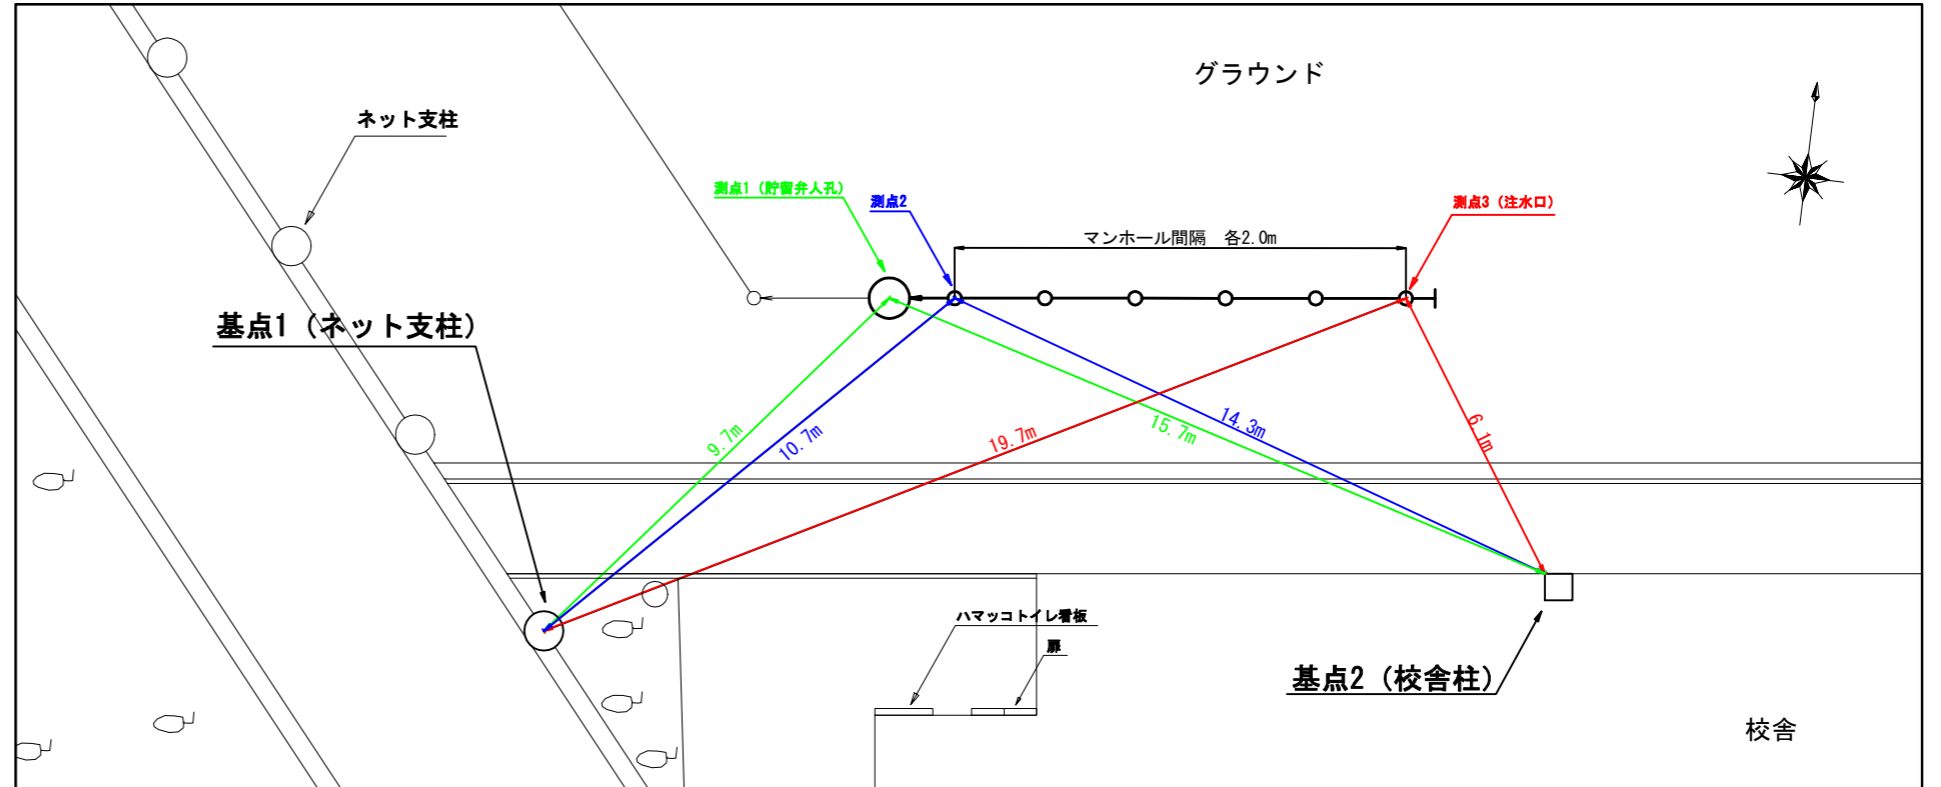 グラウンド
ネット支柱
測点1（貯留弁人孔）
測点2
測点3（注水口）
マンホール間隔　各2.0m
基点1（ネット支柱）
9.7m
10.7m
19.7m
15.7m
14.3m
6.1m
ハマッコトイレ看板
扉
基点2（校舎柱）
校舎